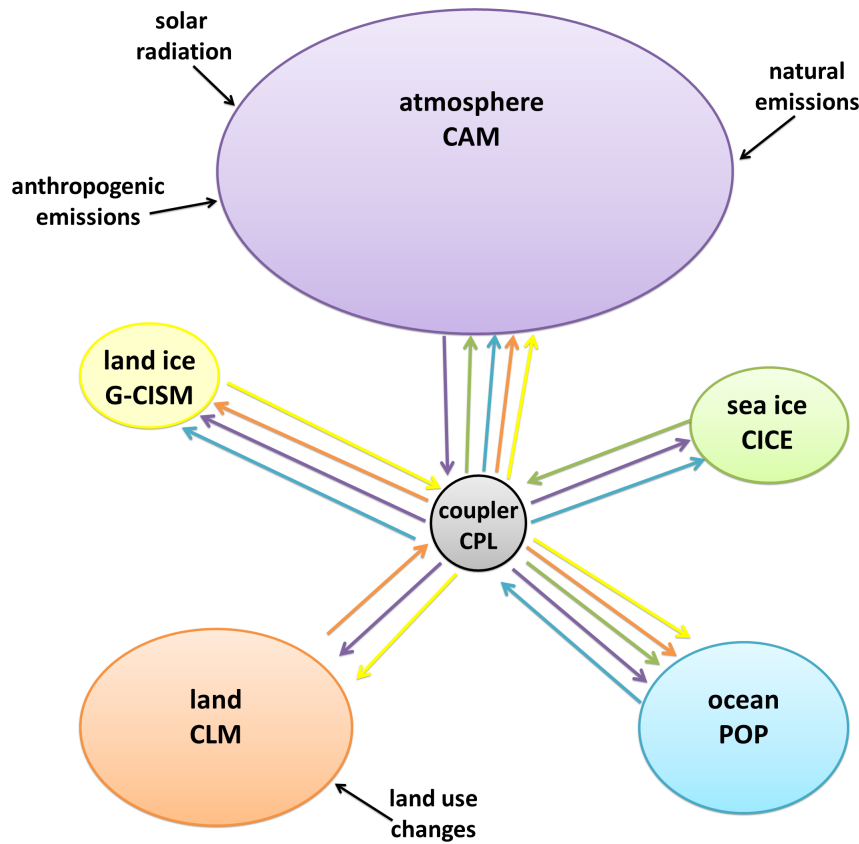 solar
radiation
natural
emissions
atmosphere
CAM
anthropogenic
emissions
land ice
G-CISM
sea ice
CICE
coupler
CPL
land
CLM
ocean
POP
land use
changes